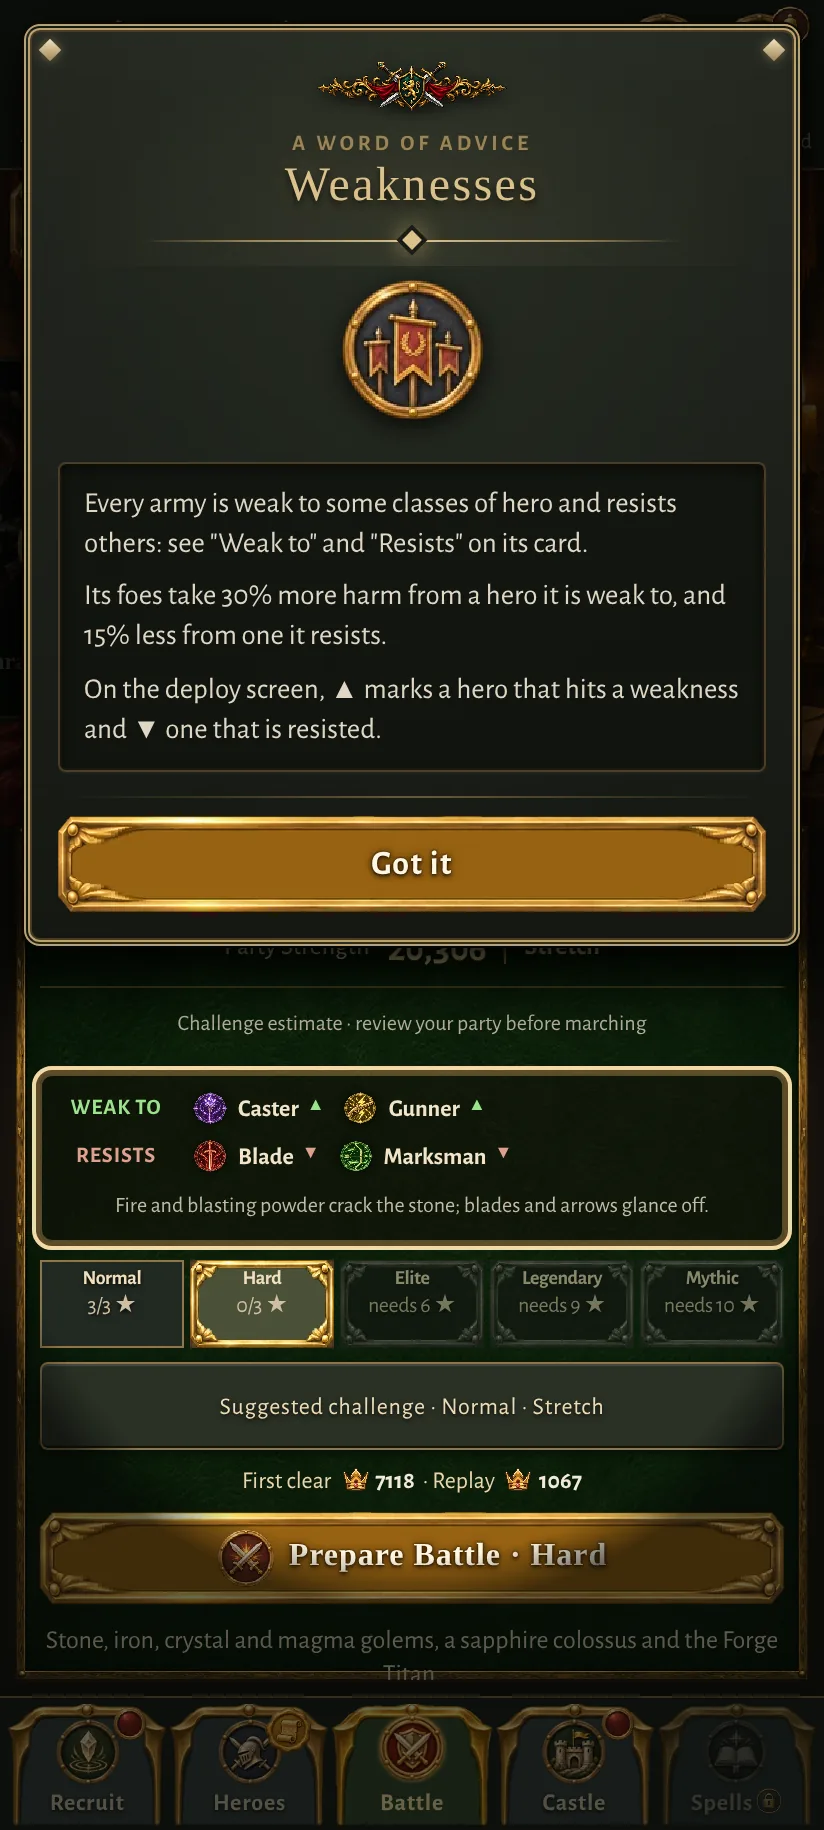 A WORD OF ADVICE
Weaknesses
Every army is weak to some classes of hero and resists
others: see "Weak to" and "Resists" on its card.
Its foes take 30% more harm from a hero it is weak to, and
15% less from one it resists.
On the deploy screen, ▲ marks a hero that hits a weakness
and ▼ one that is resisted.
Got it
Party Strength 20,306 | Stretch
Challenge estimate · review your party before marching
WEAK TO Caster ▲ Gunner ▲
RESISTS Blade ▼ Marksman ▼
Fire and blasting powder crack the stone; blades and arrows glance off.
Normal Hard Elite Legendary Mythic
3/3 ★ 0/3 ★ needs 6 ★ needs 9 ★ needs 10 ★
Suggested challenge · Normal · Stretch
First clear 7118 · Replay 1067
Prepare Battle · Hard
Stone, iron, crystal and magma golems, a sapphire colossus and the Forge
Titan
Recruit Heroes Battle Castle Spells